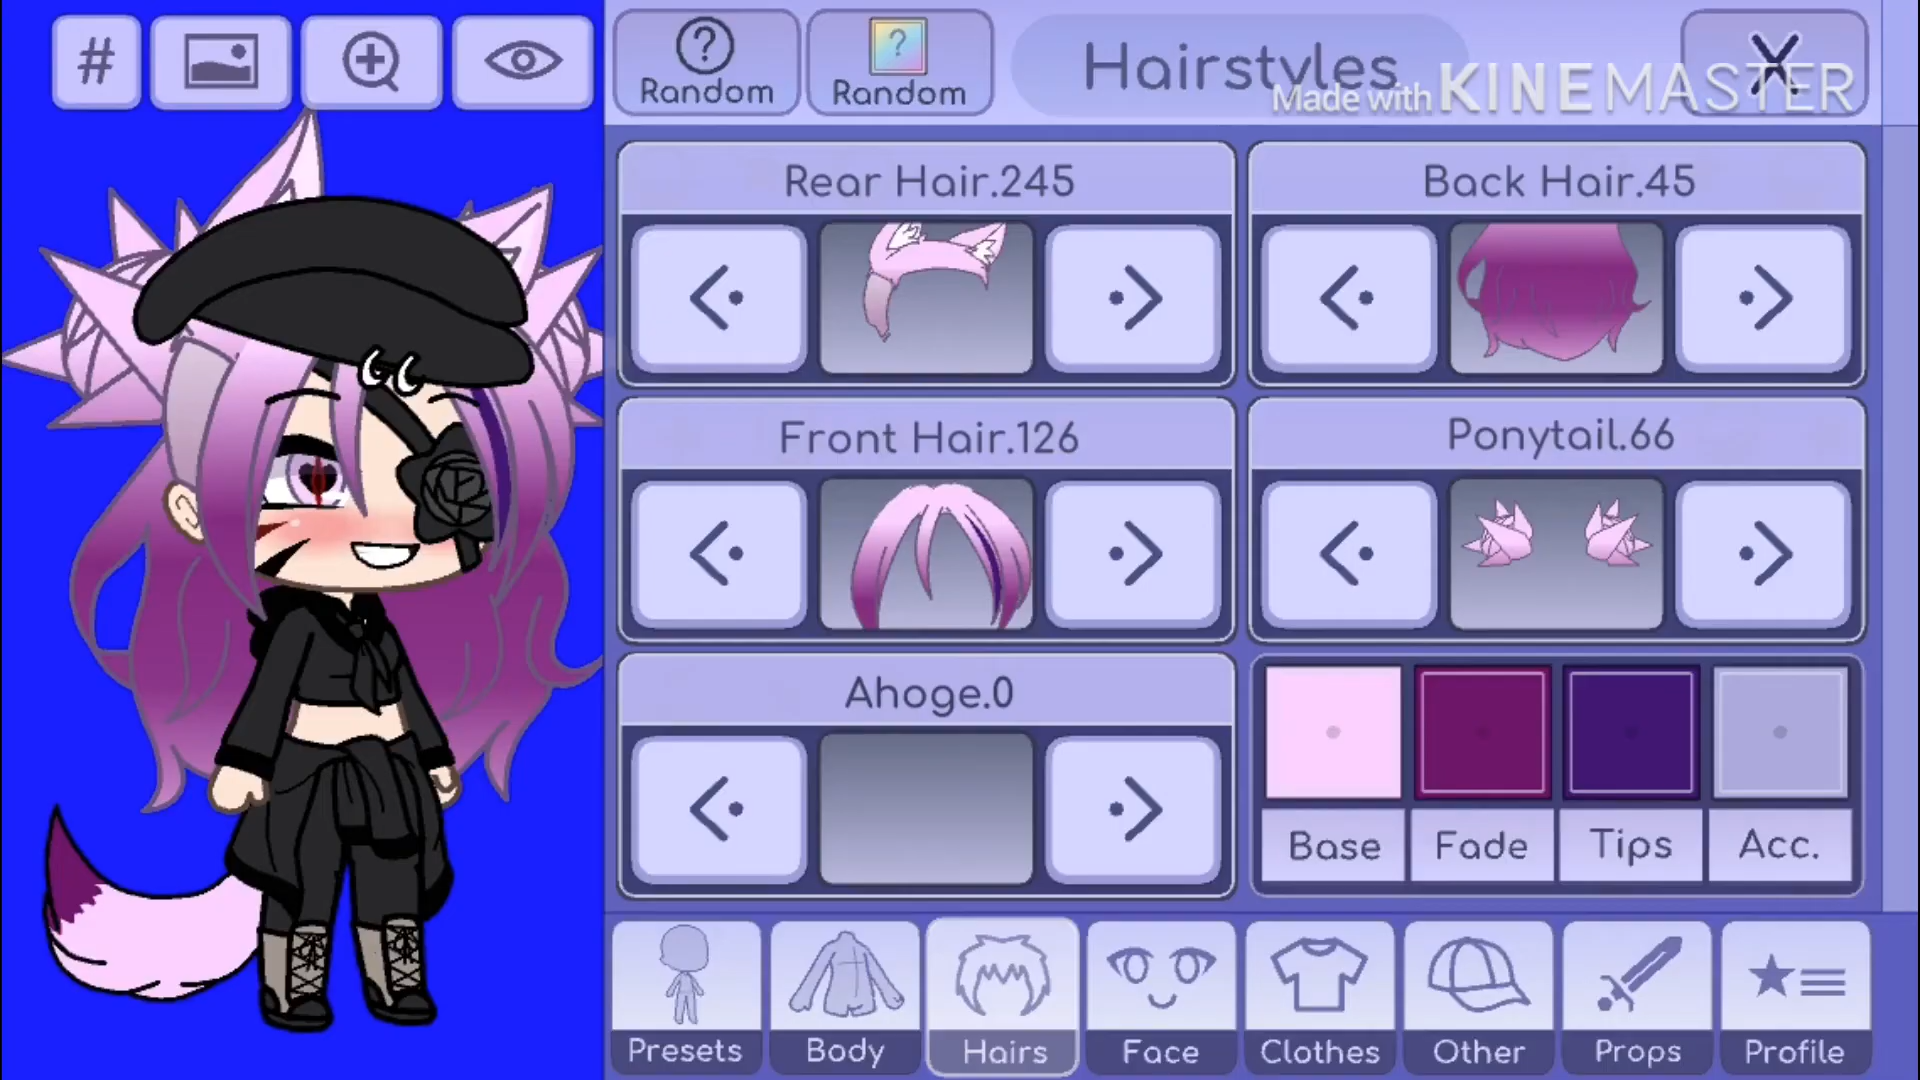 #
? Random
? Random
Hairstyles
X
Made with KINEMASTER
Rear Hair.245
Back Hair.45
Front Hair.126
Ponytail.66
Ahoge.0
Base Fade Tips Acc.
Presets Body Hairs Face Clothes Other Props Profile